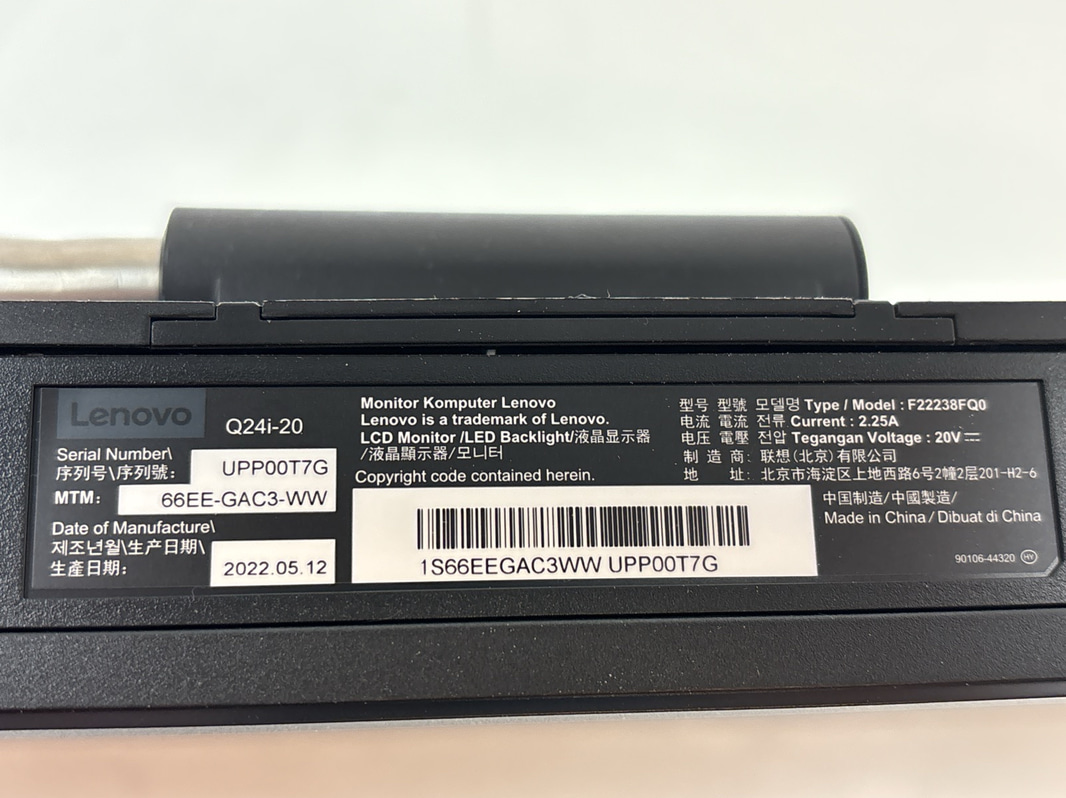 Lenovo
Q24i-20
Serial Number\
序列号\序列號:
UPP00T7G
MTM:
66EE-GAC3-WW
Date of Manufacture\
제조년월\生产日期\
生產日期:
2022.05.12
Monitor Komputer Lenovo
Lenovo is a trademark of Lenovo.
LCD Monitor /LED Backlight/液晶显示器
/液晶顯示器/모니터
Copyright code contained herein.
1S66EEGAC3WW UPP00T7G
型号 型號 모델명 Type / Model : F22238FQ0
电流 電流 전류 Current : 2.25A
电压 電壓 전압 Tegangan Voltage : 20V⎓
制 造 商: 联想(北京)有限公司
地 址: 北京市海淀区上地西路6号2幢2层201-H2-6
中国制造/中國製造/
Made in China / Dibuat di China
90106-44320 HY